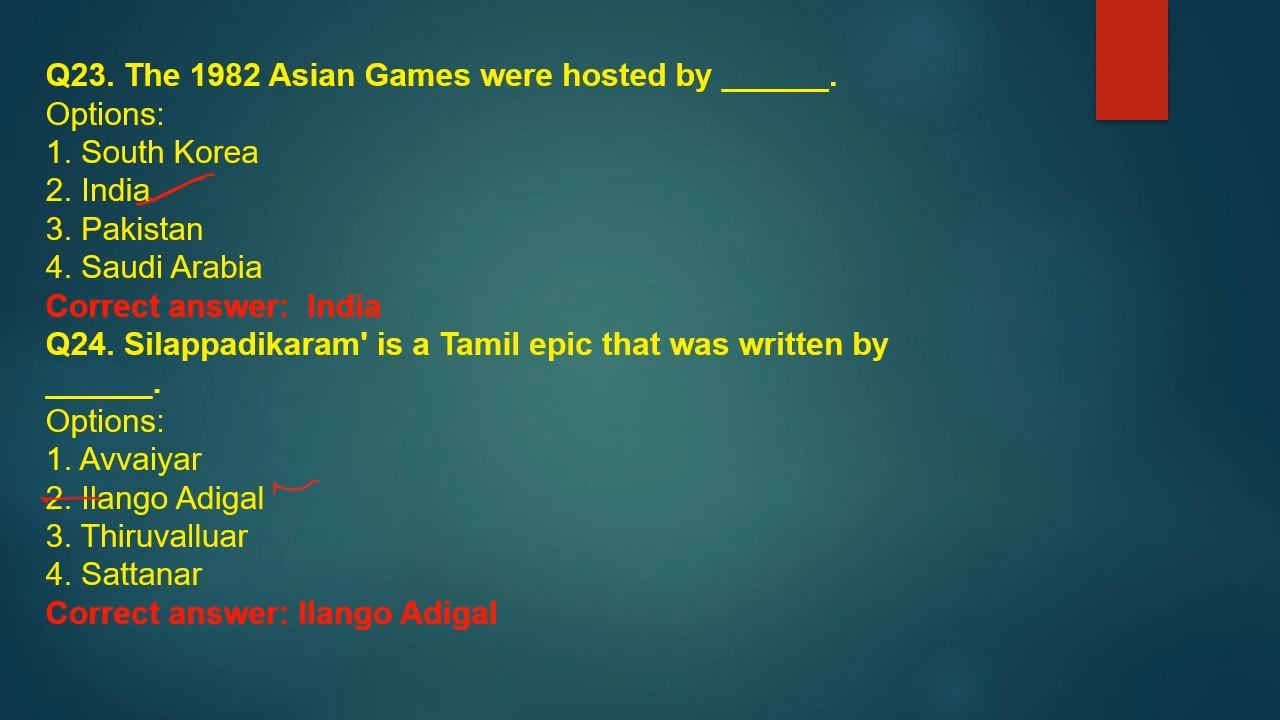 Q23. The 1982 Asian Games were hosted by ______.
Options:
1. South Korea
2. India
3. Pakistan
4. Saudi Arabia
Correct answer:  India
Q24. Silappadikaram' is a Tamil epic that was written by
______.
Options:
1. Avvaiyar
2. Ilango Adigal
3. Thiruvalluar
4. Sattanar
Correct answer: Ilango Adigal